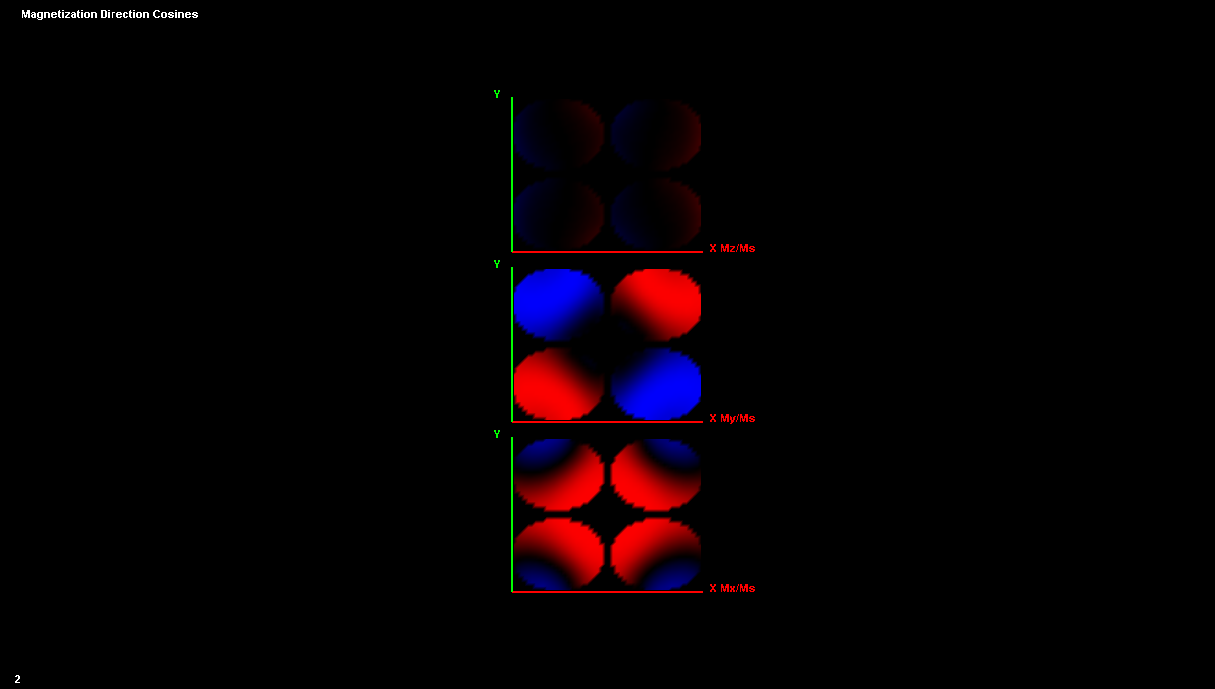 Magnetization Direction Cosines
Y
X Mz/Ms
Y
X My/Ms
Y
X Mx/Ms
2